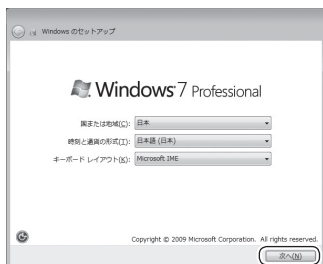 Windows のセットアップ
Windows 7 Professional
国または地域(C): 日本
時刻と通貨の形式(T): 日本語 (日本)
キーボード レイアウト(K): Microsoft IME
Copyright © 2009 Microsoft Corporation. All rights reserved.
次へ(N)